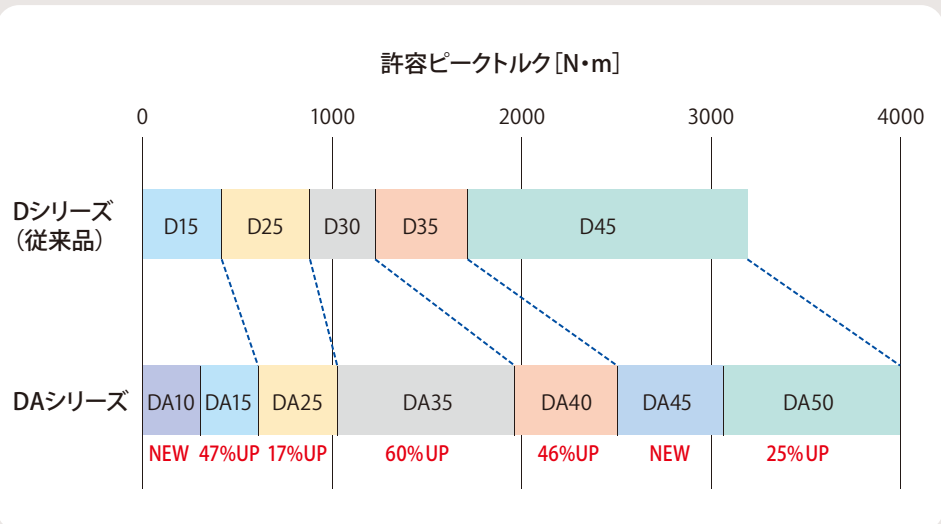 許容ピークトルク[N・m]
0 1000 2000 3000 4000
Dシリーズ
（従来品）
D15 D25 D30 D35 D45
DAシリーズ
DA10 DA15 DA25 DA35 DA40 DA45 DA50
NEW 47%UP 17%UP 60%UP 46%UP NEW 25%UP